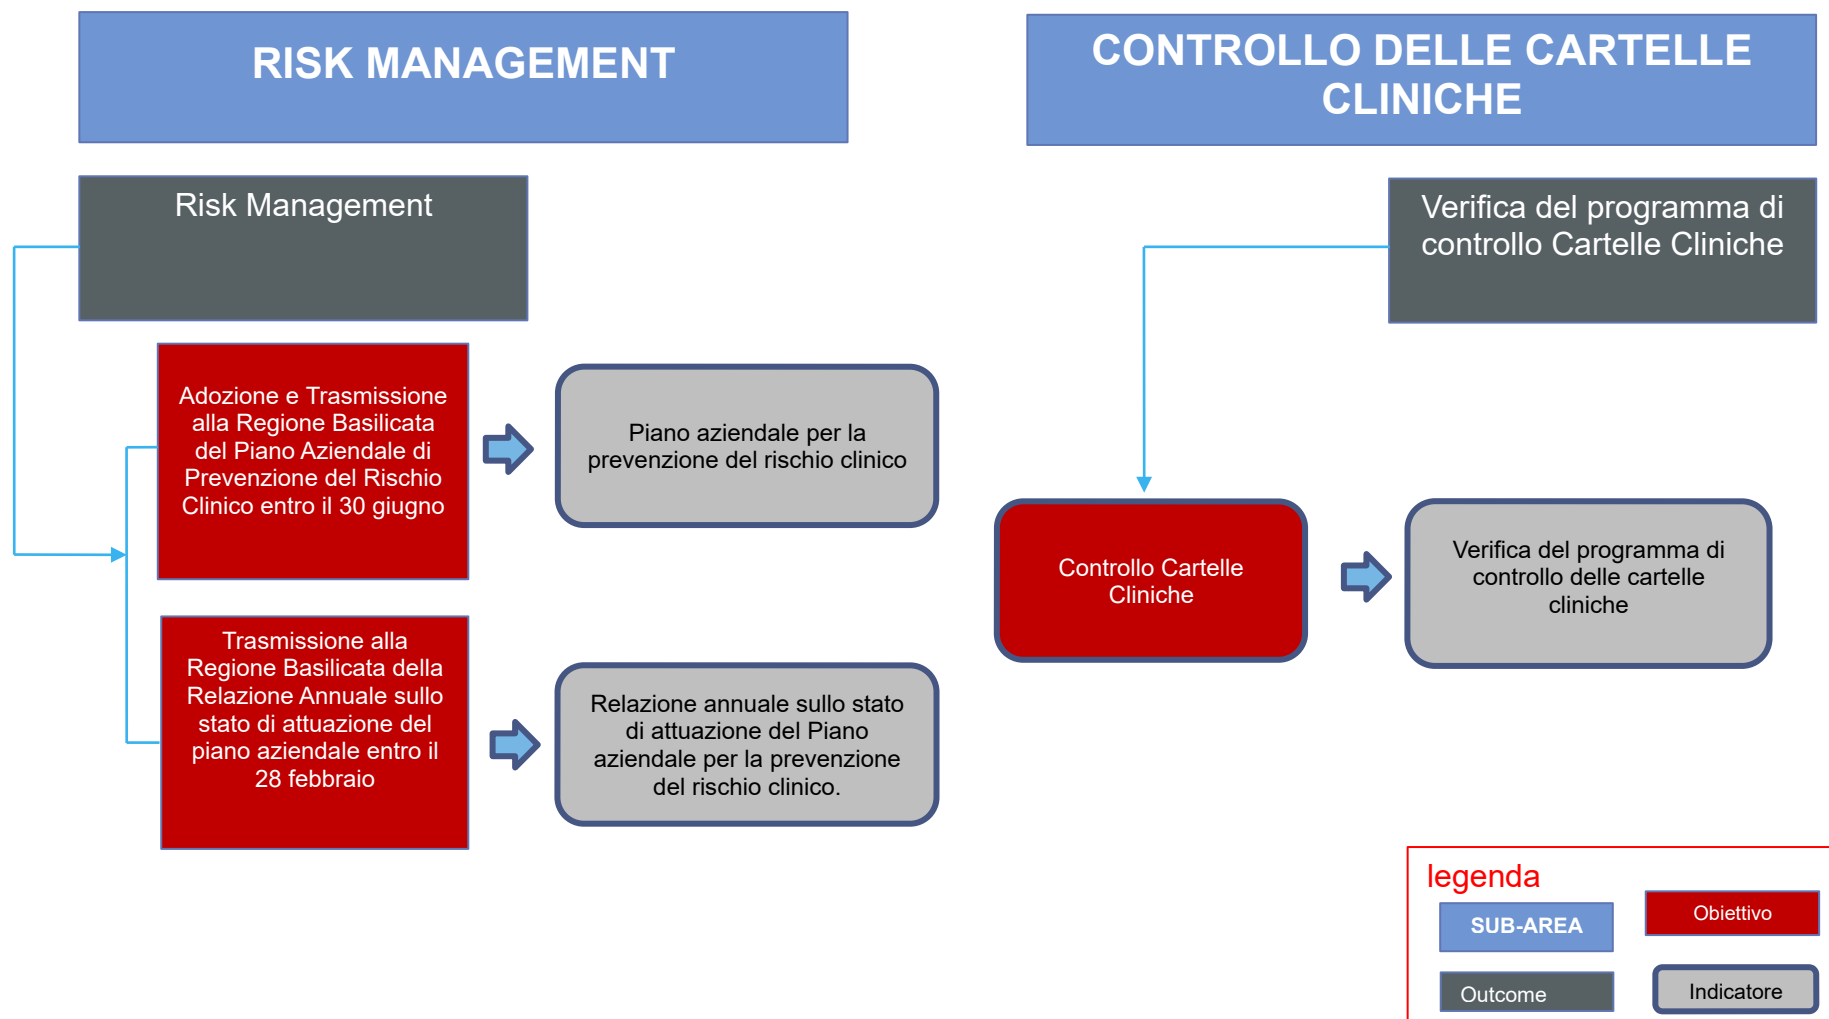 RISK MANAGEMENT
CONTROLLO DELLE CARTELLE
CLINICHE
Risk Management
Verifica del programma di
controllo Cartelle Cliniche
Adozione e Trasmissione
alla Regione Basilicata
del Piano Aziendale di
Prevenzione del Rischio
Clinico entro il 30 giugno
Piano aziendale per la
prevenzione del rischio clinico
Controllo Cartelle
Cliniche
Verifica del programma di
controllo delle cartelle
cliniche
Trasmissione alla
Regione Basilicata della
Relazione Annuale sullo
stato di attuazione del
piano aziendale entro il
28 febbraio
Relazione annuale sullo stato
di attuazione del Piano
aziendale per la prevenzione
del rischio clinico.
legenda
SUB-AREA
Obiettivo
Outcome
Indicatore